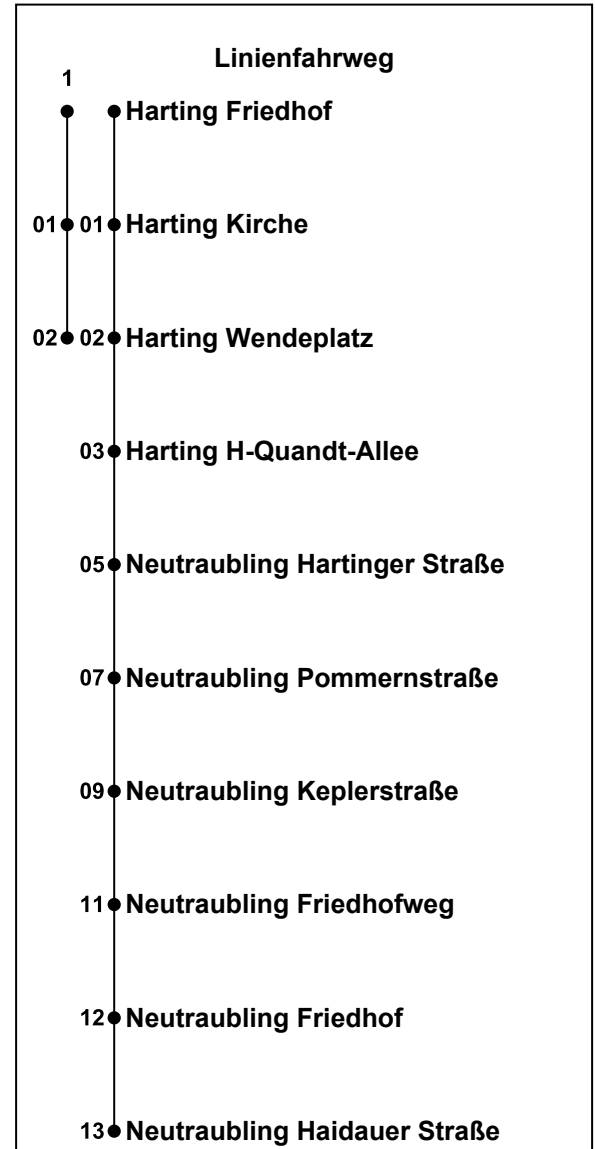 Linienfahrweg
1
Harting Friedhof
01 01 Harting Kirche
02 02 Harting Wendeplatz
03 Harting H-Quandt-Allee
05 Neutraubling Hartinger Straße
07 Neutraubling Pommernstraße
09 Neutraubling Keplerstraße
11 Neutraubling Friedhofweg
12 Neutraubling Friedhof
13 Neutraubling Haidauer Straße